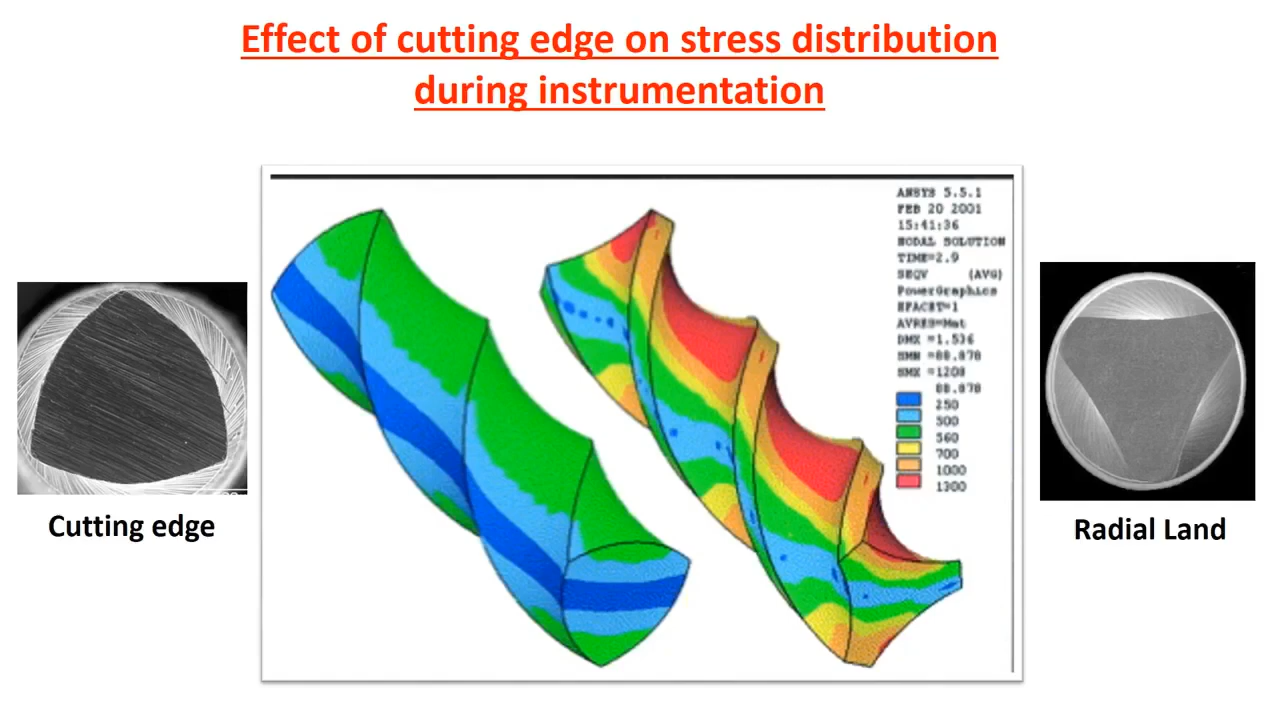 Effect of cutting edge on stress distribution
during instrumentation
ANSYS 5.5.1
FEB 20 2001
15:41:36
NODAL SOLUTION
TIME=2.9
SEQV (AVG)
PowerGraphics
EFACET=1
AVRES=Mat
DMX =1.536
SMN =88.878
SMX =1208
88.878
250
500
560
700
1000
1300
Cutting edge
Radial Land